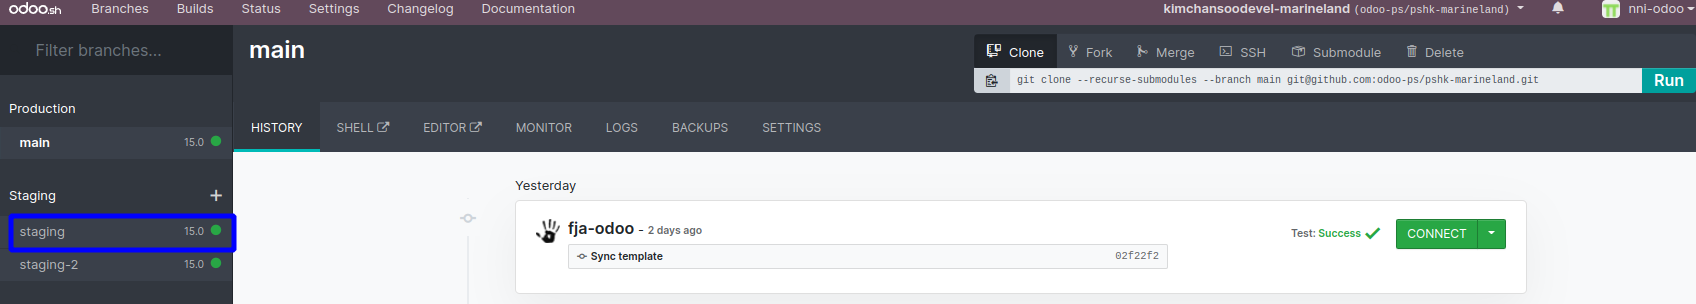 odoo.sh Branches Builds Status Settings Changelog Documentation kimchansoodevel-marineland (odoo-ps/pshk-marineland) nni-odoo
Filter branches...
main
Clone Fork Merge SSH Submodule Delete
git clone --recurse-submodules --branch main git@github.com:odoo-ps/pshk-marineland.git Run
Production
main 15.0
HISTORY SHELL EDITOR MONITOR LOGS BACKUPS SETTINGS
Staging +
staging 15.0
staging-2 15.0
Yesterday
fja-odoo - 2 days ago
Test: Success CONNECT
Sync template 02f22f2